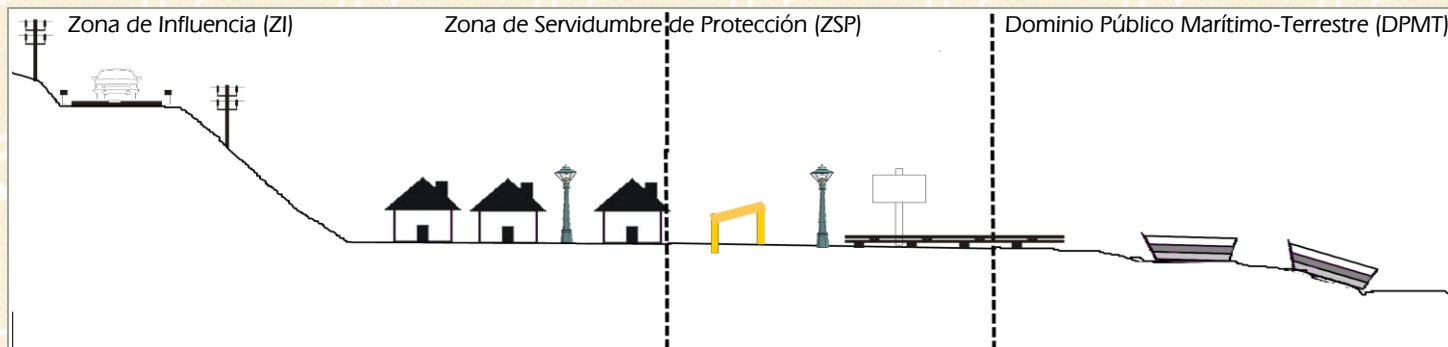 Zona de Influencia (ZI) Zona de Servidumbre de Protección (ZSP) Dominio Público Marítimo-Terrestre (DPMT)